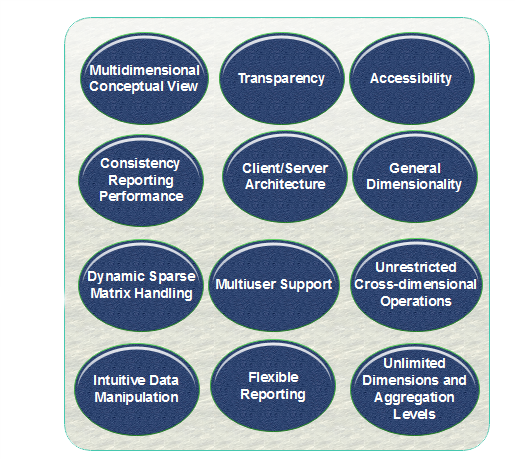 Multidimensional
Conceptual View
Transparency
Accessibility
Consistency
Reporting
Performance
Client/Server
Architecture
General
Dimensionality
Dynamic Sparse
Matrix Handling
Multiuser Support
Unrestricted
Cross-dimensional
Operations
Intuitive Data
Manipulation
Flexible
Reporting
Unlimited
Dimensions and
Aggregation
Levels